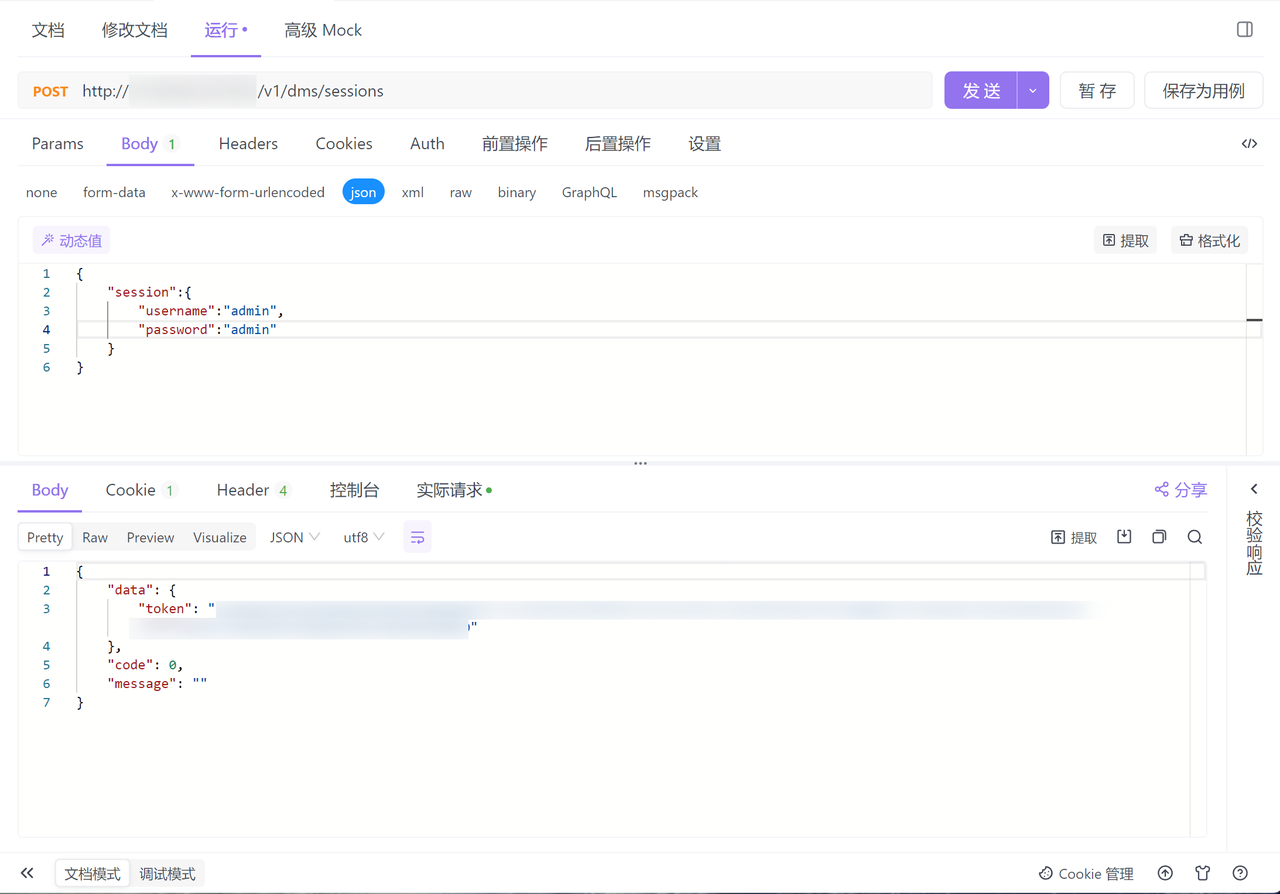 文档 修改文档 运行 • 高级 Mock
POST http:// /v1/dms/sessions 发 送 暂 存 保存为用例
Params Body 1 Headers Cookies Auth 前置操作 后置操作 设置 </>
none form-data x-www-form-urlencoded json xml raw binary GraphQL msgpack
动态值 提取 格式化
1 {
2 "session":{
3 "username":"admin",
4 "password":"admin"
5 }
6 }
Body Cookie 1 Header 4 控制台 实际请求 • 分享
校验响应
Pretty Raw Preview Visualize JSON utf8 提取
1 {
2 "data": {
3 "token": "
"
4 },
5 "code": 0,
6 "message": ""
7 }
文档模式 调试模式 Cookie 管理